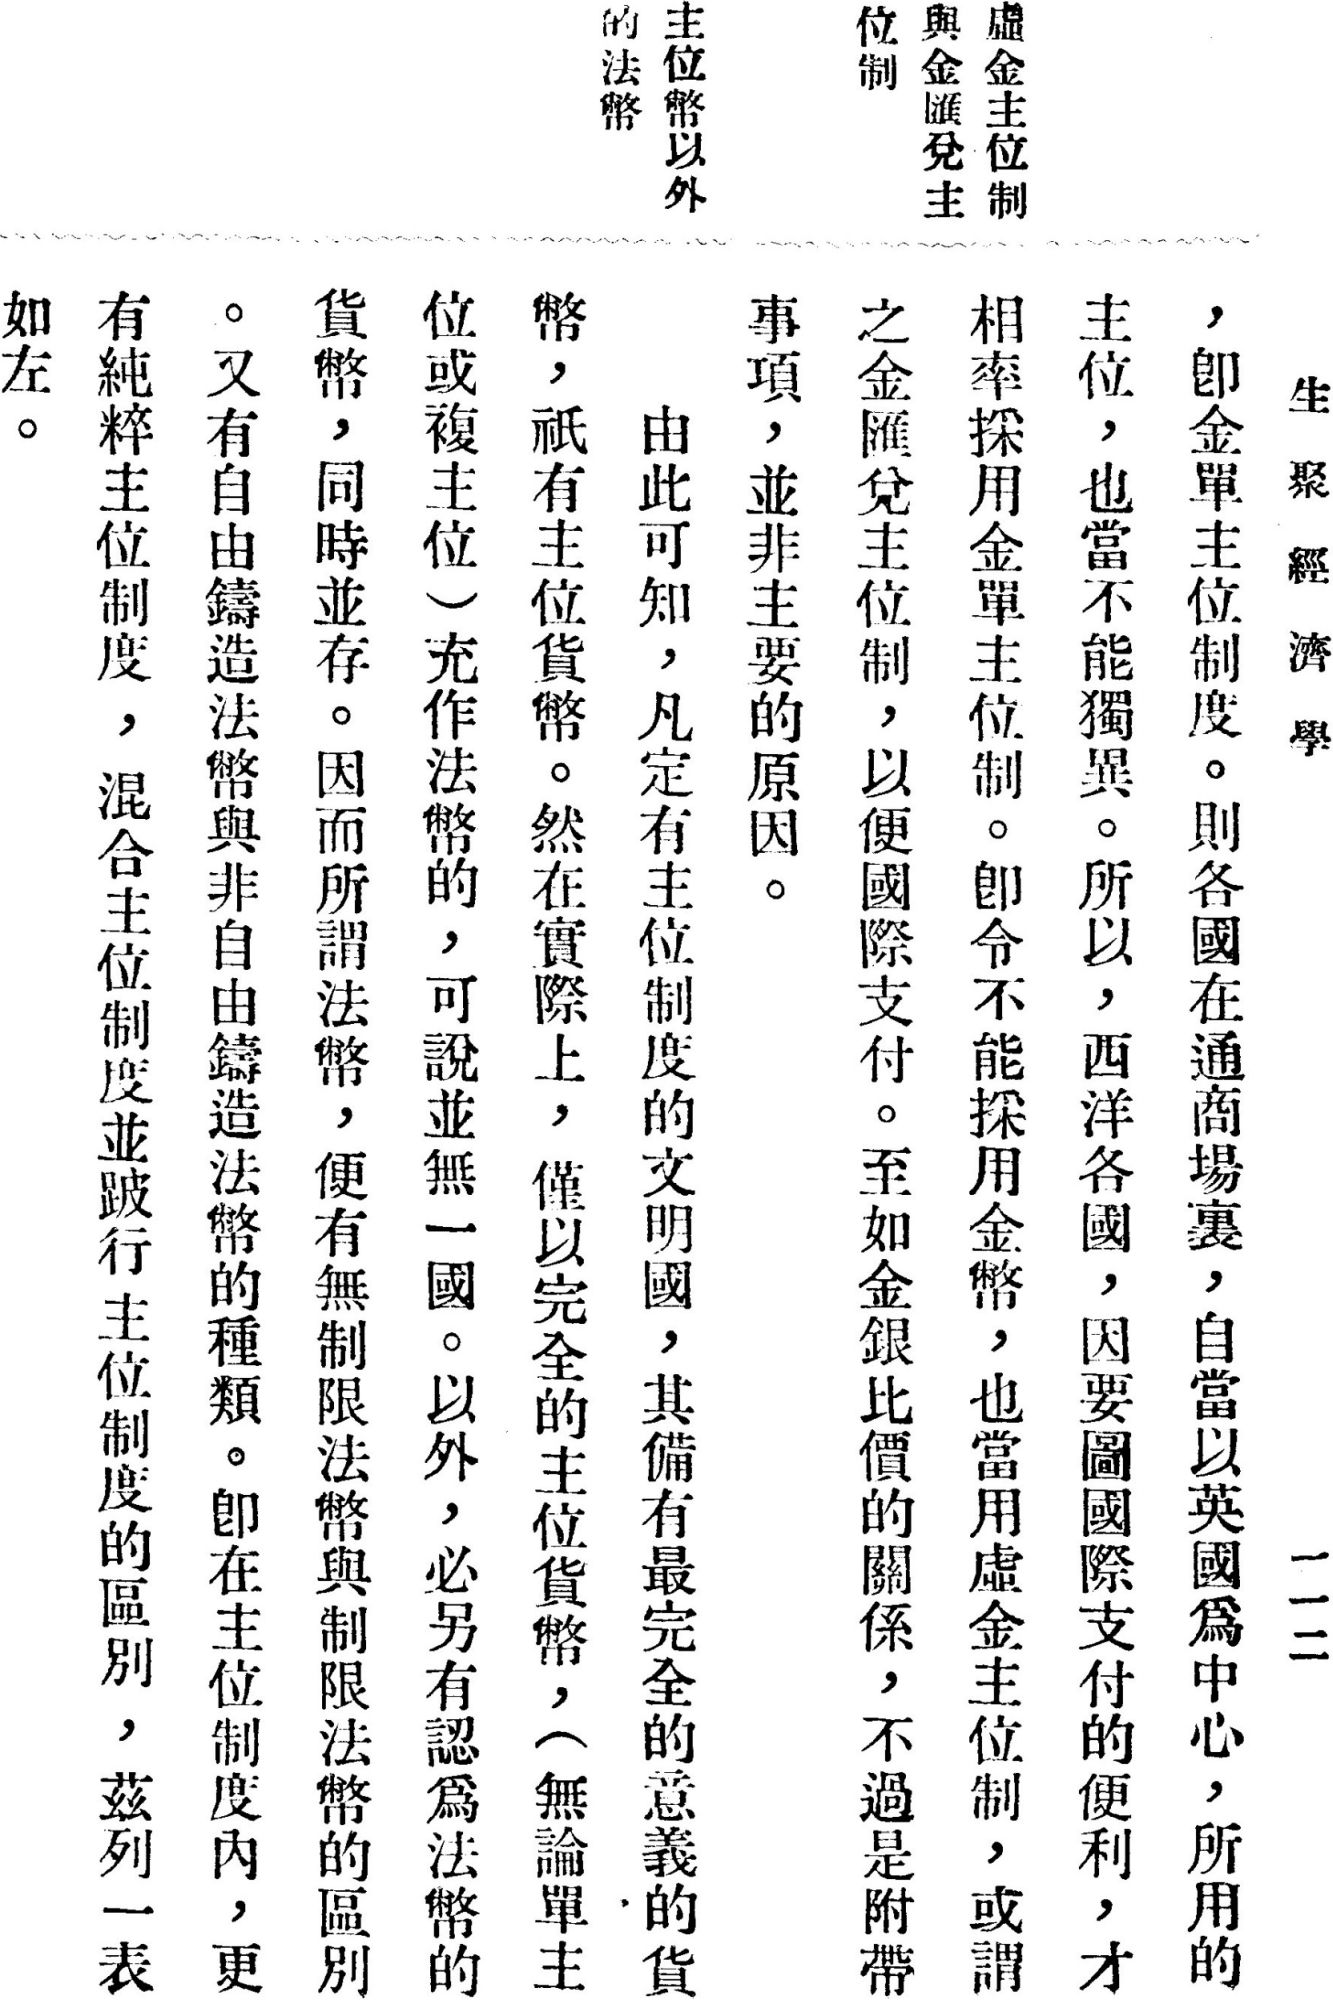 生聚經濟學
一一二
虛金主位制
與金匯兌主
位制
主位幣以外
的法幣
，卽金單主位制度。則各國在通商場裏，自當以英國爲中心，所用的
主位，也當不能獨異。所以，西洋各國，因要圖國際支付的便利，才
相率採用金單主位制。卽令不能採用金幣，也當用虛金主位制，或謂
之金匯兌主位制，以便國際支付。至如金銀比價的關係，不過是附帶
事項，並非主要的原因。
由此可知，凡定有主位制度的文明國，其備有最完全的意義的貨
幣，祇有主位貨幣。然在實際上，僅以完全的主位貨幣，（無論單主
位或複主位）充作法幣的，可說並無一國。以外，必另有認爲法幣的
貨幣，同時並存。因而所謂法幣，便有無制限法幣與制限法幣的區別
。又有自由鑄造法幣與非自由鑄造法幣的種類。卽在主位制度內，更
有純粹主位制度，混合主位制度並跛行主位制度的區別，茲列一表
如左。